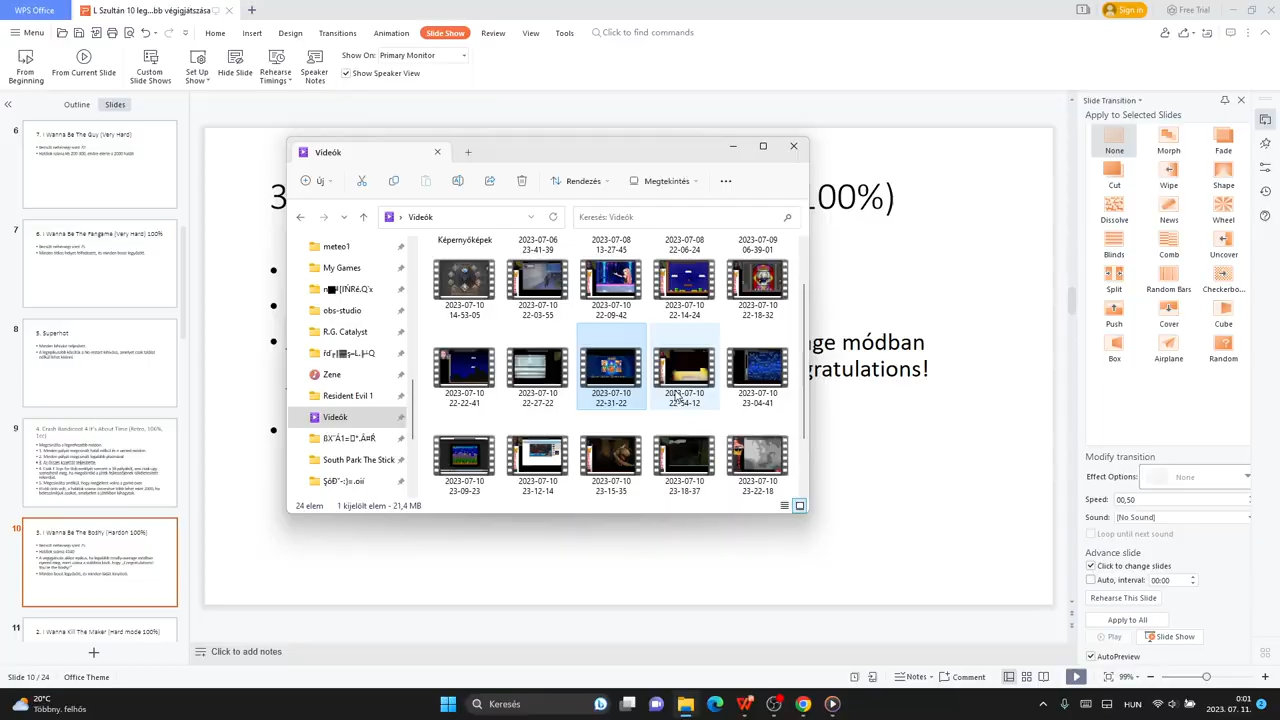 WPS Office
L Szultán 10 leg...bb végigjátszása
Sign in
Free Trial
Menu
Home
Insert
Design
Transitions
Animation
Slide Show
Review
View
Tools
Click to find commands
From Beginning
From Current Slide
Custom Slide Shows
Set Up Show
Hide Slide
Rehearse Timings
Speaker Notes
Show On: Primary Monitor
Show Speaker View
Outline
Slides
6
7. I Wanna Be The Guy (Very Hard)
7
6. I Wanna Be The Fangame (Very Hard) 100%
8
5. Superhot
9
4. Crash Bandicoot 4 It's About Time (Retro, 100%,
10
3. I Wanna Be The Boshy (Hardon 100%)
11
2. I Wanna Kill The Maker (Hard mode 100%)
3
100%)
age módban
gratulations!
Videók
Új
Rendezés
Megtekintés
Videók
Keresés: Videók
meteo1
My Games
obs-studio
R.G. Catalyst
Zene
Resident Evil 1
Videók
South Park The Stick
Képernyőképek
2023-07-06 23-41-39
2023-07-08 13-27-45
2023-07-08 22-06-24
2023-07-09 06-39-01
2023-07-10 14-53-05
2023-07-10 22-03-55
2023-07-10 22-09-42
2023-07-10 22-14-24
2023-07-10 22-18-32
2023-07-10 22-22-41
2023-07-10 22-27-22
2023-07-10 22-31-22
2023-07-10 22-54-12
2023-07-10 23-04-41
2023-07-10 23-09-23
2023-07-10 23-12-14
2023-07-10 23-15-35
2023-07-10 23-18-37
2023-07-10 23-22-18
24 elem
1 kijelölt elem - 21,4 MB
Click to add notes
Slide Transition
Apply to Selected Slides
None
Morph
Fade
Cut
Wipe
Shape
Dissolve
News
Wheel
Blinds
Comb
Uncover
Split
Random Bars
Checkerbo...
Push
Cover
Cube
Box
Airplane
Random
Modify transition
Effect Options: None
Speed: 00,50
Sound: [No Sound]
Loop until next sound
Advance slide
Click to change slides
Auto, interval: 00:00
Rehearse This Slide
Apply to All
Play
Slide Show
AutoPreview
Slide 10 / 24
Office Theme
Notes
Comment
99%
20°C
Többny. felhős
Keresés
HUN
0:01
2023. 07. 11.